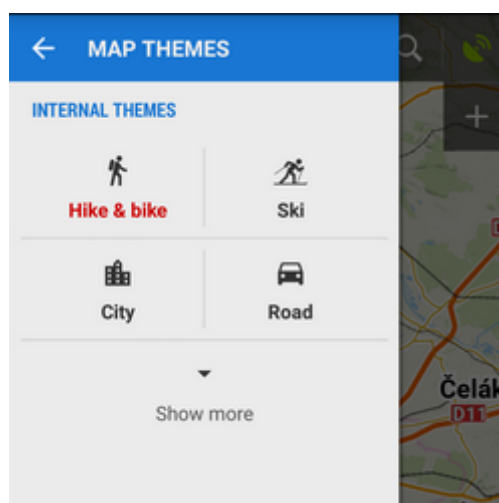 MAP THEMES
INTERNAL THEMES
Hike & bike
Ski
City
Road
Show more
Čelák
D11